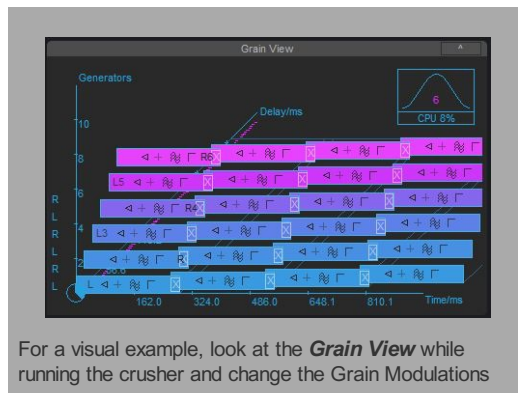 Grain View
^
Generators
6
CPU 8%
Delay/ms
10
8
R6
L5
6
R4
R
L
R
L
R
L
4
L3
2
R
L
162.0 324.0 486.0 648.1 810.1 Time/ms
For a visual example, look at the Grain View while
running the crusher and change the Grain Modulations